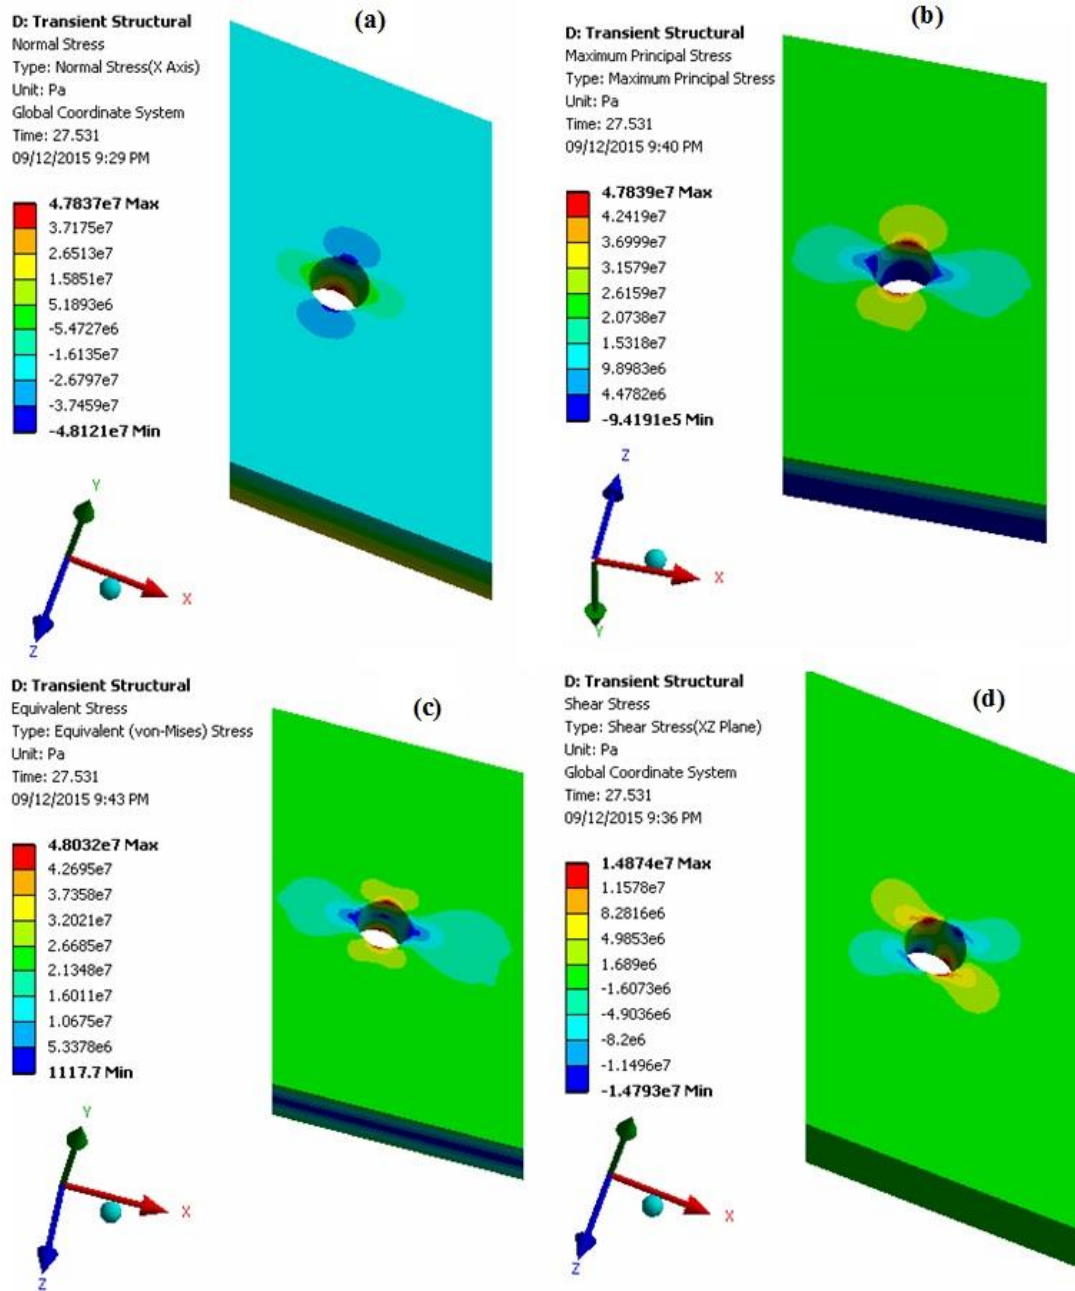 (a)
D: Transient Structural
Normal Stress
Type: Normal Stress(X Axis)
Unit: Pa
Global Coordinate System
Time: 27.531
09/12/2015 9:29 PM
4.7837e7 Max
3.7175e7
2.6513e7
1.5851e7
5.1893e6
-5.4727e6
-1.6135e7
-2.6797e7
-3.7459e7
-4.8121e7 Min
Y
X
Z
(b)
D: Transient Structural
Maximum Principal Stress
Type: Maximum Principal Stress
Unit: Pa
Time: 27.531
09/12/2015 9:40 PM
4.7839e7 Max
4.2419e7
3.6999e7
3.1579e7
2.6159e7
2.0738e7
1.5318e7
9.8983e6
4.4782e6
-9.4191e5 Min
Z
X
Y
(c)
D: Transient Structural
Equivalent Stress
Type: Equivalent (von-Mises) Stress
Unit: Pa
Time: 27.531
09/12/2015 9:43 PM
4.8032e7 Max
4.2695e7
3.7358e7
3.2021e7
2.6685e7
2.1348e7
1.6011e7
1.0675e7
5.3378e6
1117.7 Min
Y
X
Z
(d)
D: Transient Structural
Shear Stress
Type: Shear Stress(XZ Plane)
Unit: Pa
Global Coordinate System
Time: 27.531
09/12/2015 9:36 PM
1.4874e7 Max
1.1578e7
8.2816e6
4.9853e6
1.689e6
-1.6073e6
-4.9036e6
-8.2e6
-1.1496e7
-1.4793e7 Min
X
Z